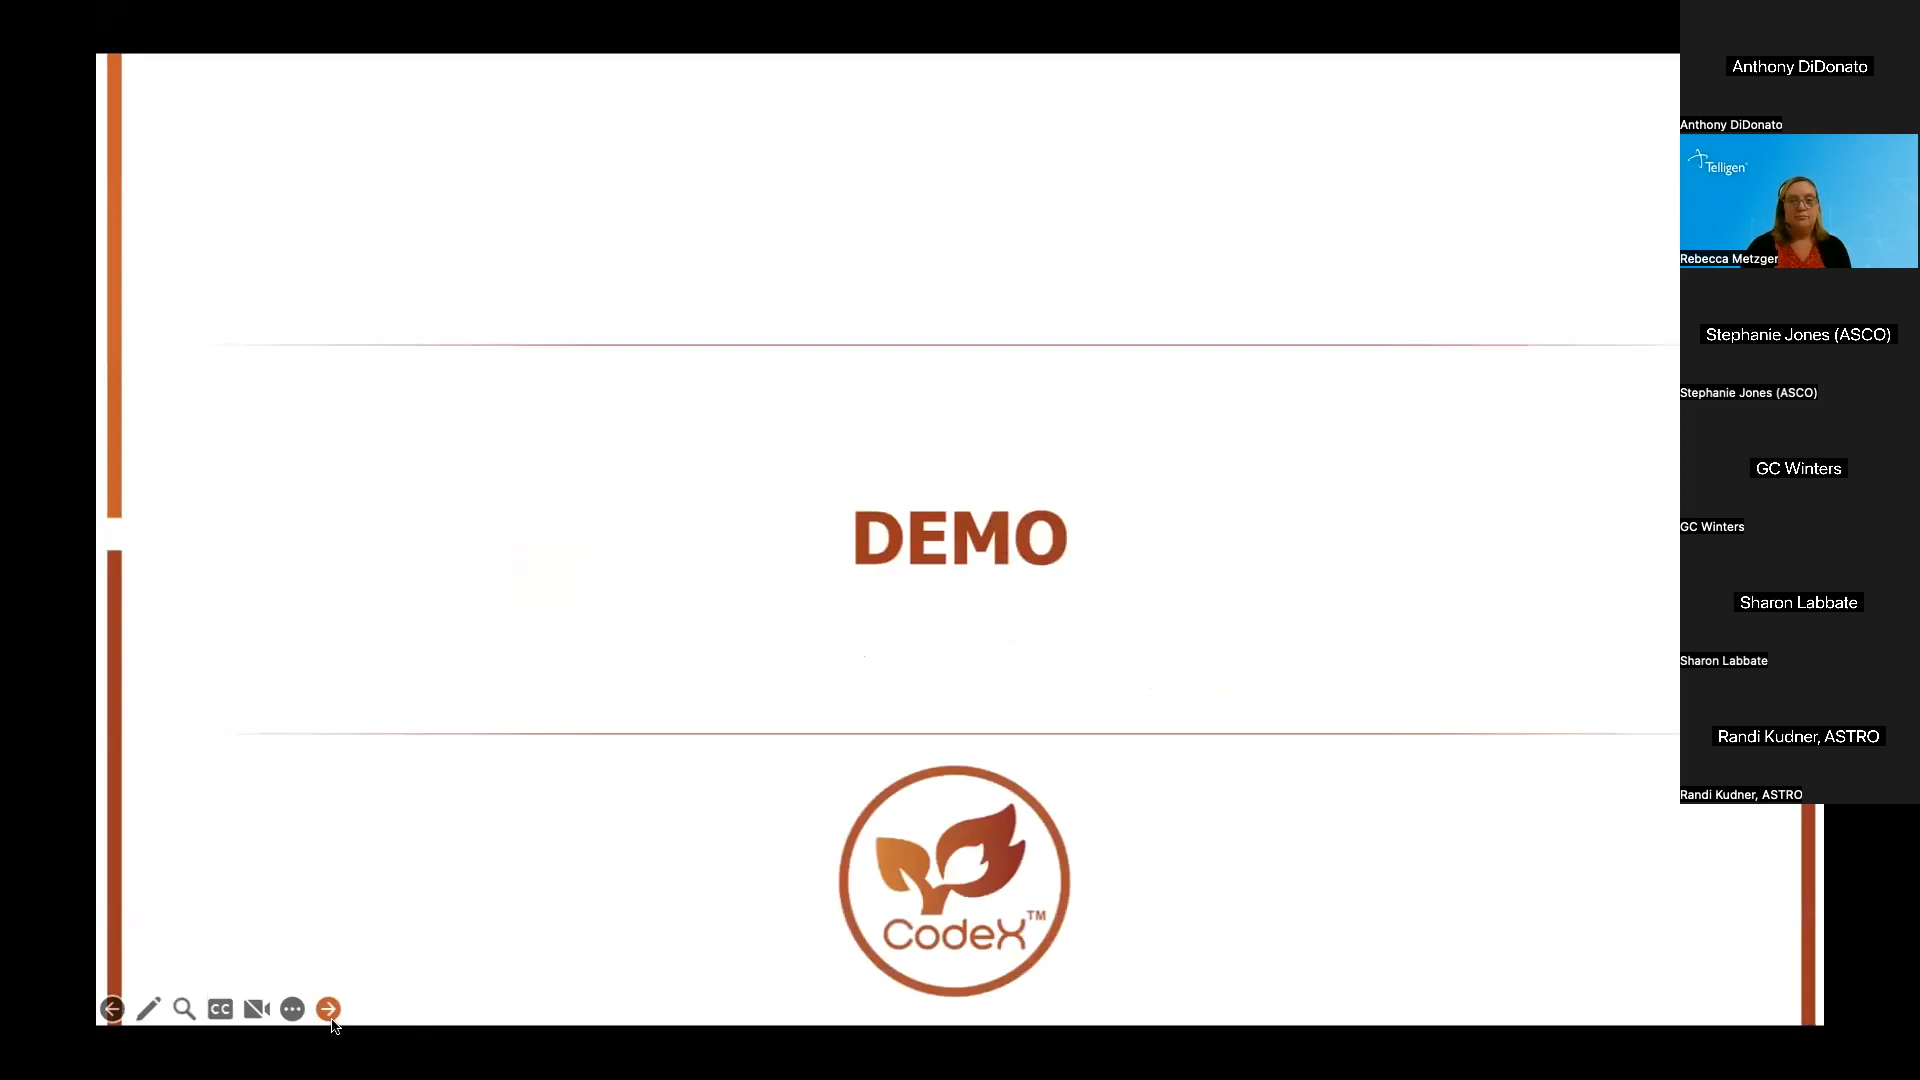 DEMO
CodeX™
CC
Anthony DiDonato
Anthony DiDonato
Telligen
Rebecca Metzger
Stephanie Jones (ASCO)
Stephanie Jones (ASCO)
GC Winters
GC Winters
Sharon Labbate
Sharon Labbate
Randi Kudner, ASTRO
Randi Kudner, ASTRO